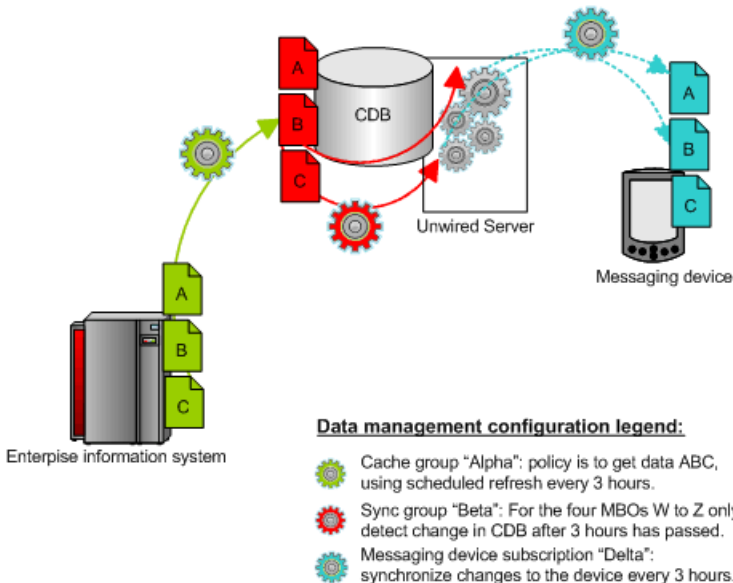 A
B
C
CDB
Unwired Server
A
B
C
Messaging device
A
B
C
Enterpise information system
Data management configuration legend:
Cache group “Alpha”: policy is to get data ABC,
using scheduled refresh every 3 hours.
Sync group “Beta”: For the four MBOs W to Z only
detect change in CDB after 3 hours has passed.
Messaging device subscription “Delta”:
synchronize changes to the device every 3 hours